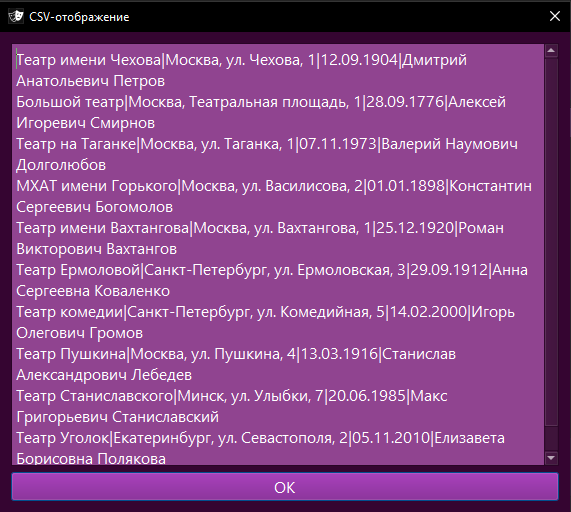 CSV-отображение
Театр имени Чехова|Москва, ул. Чехова, 1|12.09.1904|Дмитрий
Анатольевич Петров
Большой театр|Москва, Театральная площадь, 1|28.09.1776|Алексей
Игоревич Смирнов
Театр на Таганке|Москва, ул. Таганка, 1|07.11.1973|Валерий Наумович
Долголюбов
МХАТ имени Горького|Москва, ул. Василисова, 2|01.01.1898|Константин
Сергеевич Богомолов
Театр имени Вахтангова|Москва, ул. Вахтангова, 1|25.12.1920|Роман
Викторович Вахтангов
Театр Ермоловой|Санкт-Петербург, ул. Ермоловская, 3|29.09.1912|Анна
Сергеевна Коваленко
Театр комедии|Санкт-Петербург, ул. Комедийная, 5|14.02.2000|Игорь
Олегович Громов
Театр Пушкина|Москва, ул. Пушкина, 4|13.03.1916|Станислав
Александрович Лебедев
Театр Станиславского|Минск, ул. Улыбки, 7|20.06.1985|Макс
Григорьевич Станиславский
Театр Уголок|Екатеринбург, ул. Севастополя, 2|05.11.2010|Елизавета
Борисовна Полякова
OK